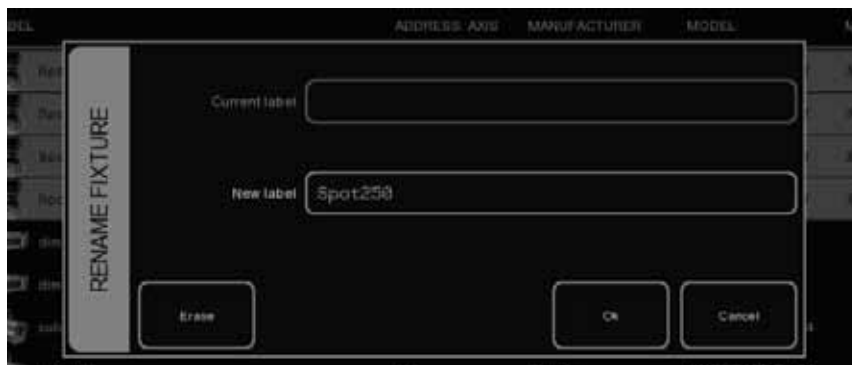 ADDRESS AXIS MANUFACTURER MODEL
RENAME FIXTURE
Current label
New label Spot250
Erase Ok Cancel